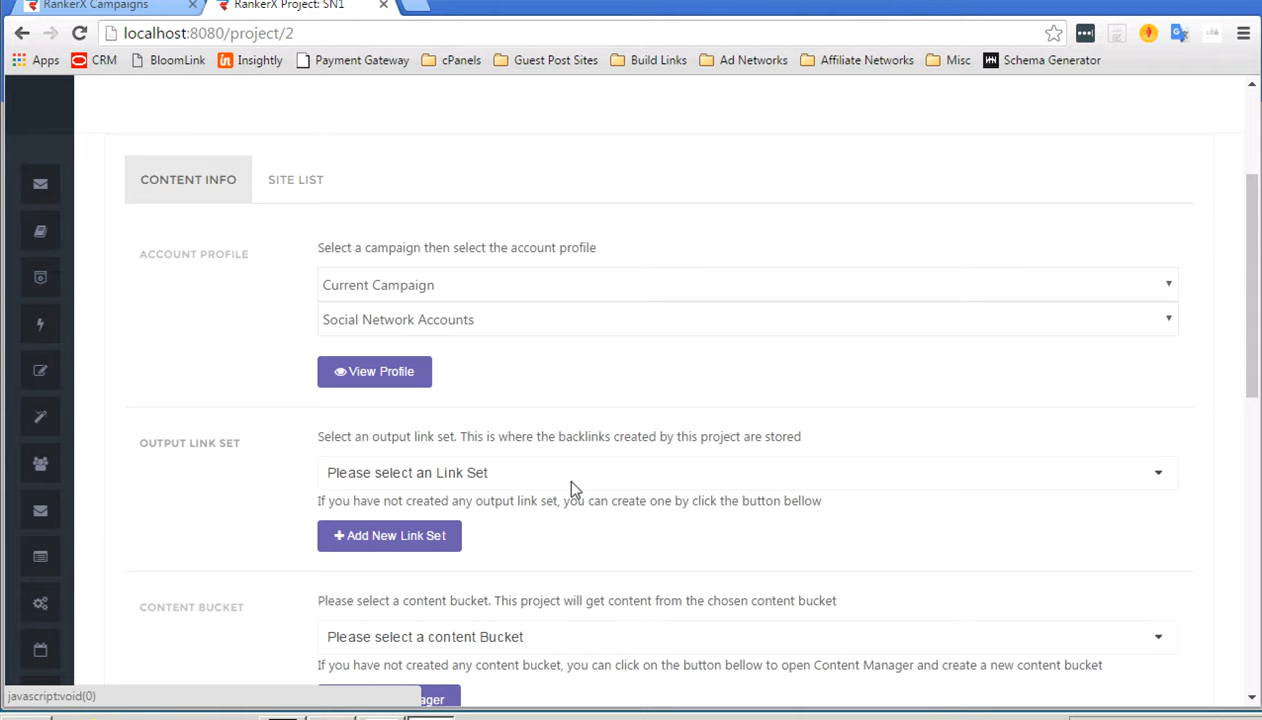 RankerX Campaigns
RankerX Project: SN1
localhost:8080/project/2
Apps CRM BloomLink Insightly Payment Gateway cPanels Guest Post Sites Build Links Ad Networks Affiliate Networks Misc Schema Generator
CONTENT INFO SITE LIST
ACCOUNT PROFILE
Select a campaign then select the account profile
Current Campaign
Social Network Accounts
View Profile
OUTPUT LINK SET
Select an output link set. This is where the backlinks created by this project are stored
Please select an Link Set
If you have not created any output link set, you can create one by click the button bellow
+ Add New Link Set
CONTENT BUCKET
Please select a content bucket. This project will get content from the chosen content bucket
Please select a content Bucket
If you have not created any content bucket, you can click on the button bellow to open Content Manager and create a new content bucket
javascript:void(0)